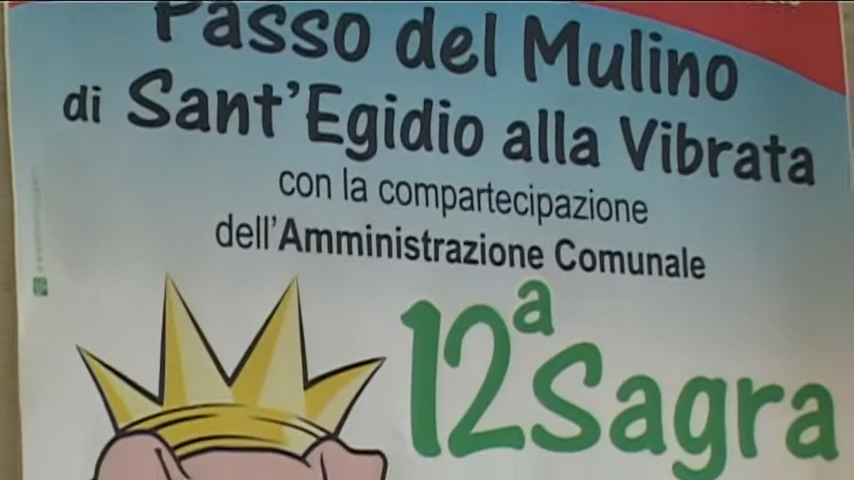 Passo del Mulino
di Sant'Egidio alla Vibrata
con la compartecipazione
dell'Amministrazione Comunale
12ª Sagra